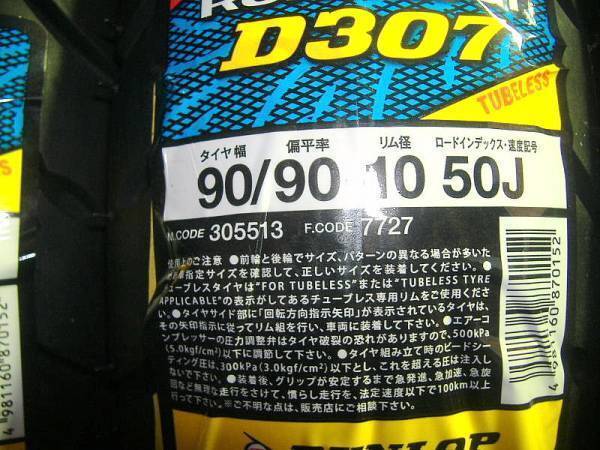 D307
TUBELESS
タイヤ幅 偏平率 リム径 ロードインデックス・速度記号
90/90 10 50J
.CODE 305513 F.CODE 7727
使用上のご注意 ●前輪と後輪でサイズ、パターンの異なる場合が多いた
指定サイズを確認して、正しいサイズを装着してください。●
チューブレスタイヤは"FOR TUBELESS"または"TUBELESS TYRE
APPLICABLE"の表示がしてあるチューブレス専用リムをご使用くださ
●タイヤサイド部に「回転方向指示矢印」が表示されているタイヤは、
その矢印指示に従ってリム組を行い、車両に装着して下さい。●エアーコ
ンプレッサーの圧力調整弁はタイヤ破裂の恐れがありますので、500kPa
(5.0kgf/cm²)以下に調節して下さい。●タイヤ組み立て時のビードシー
ティング圧は、300kPa(3.0kgf/cm²)以下とし、これを超える圧は注入し
ないで下さい。●装着後、グリップが安定するまで急発進、急加速、急旋
回など無理な走行をさけて、慣らし走行を、法定速度以下で100km以上
行って下さい。※ご不明な点は、販売店にご相談下さい。
DUNLOP
4 981160 870152
4 981160 870152